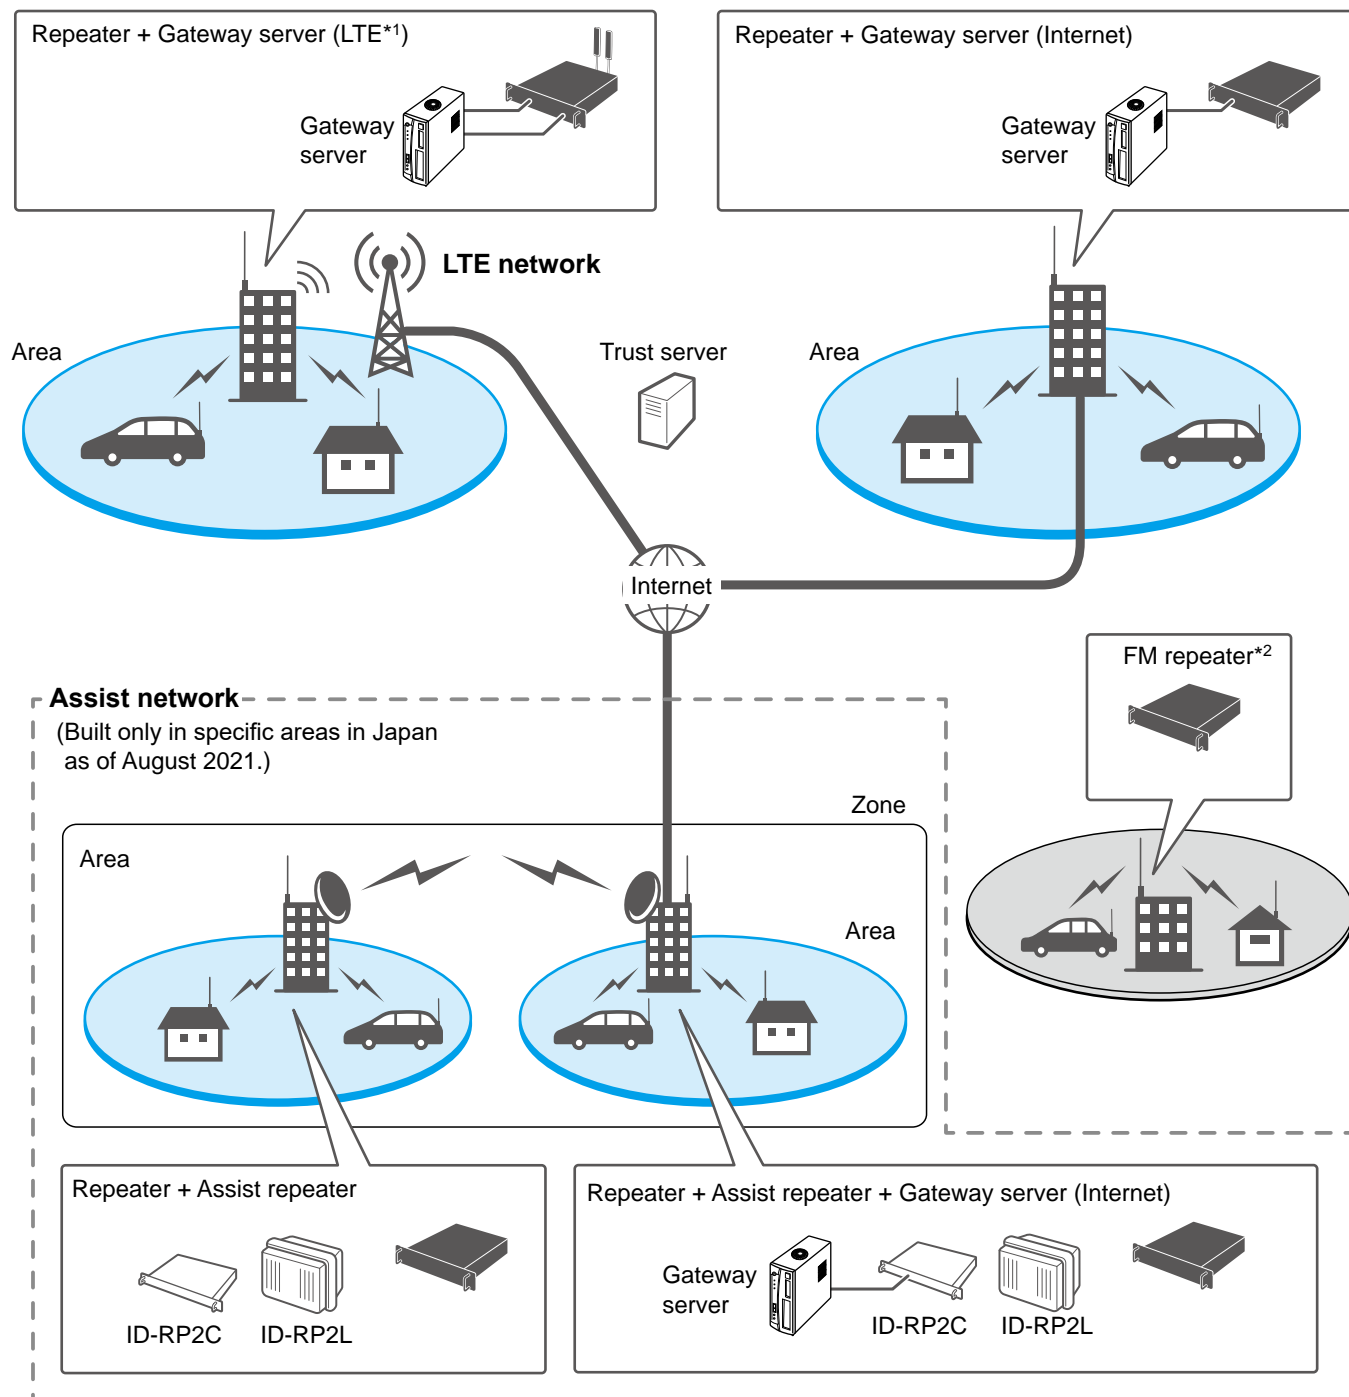 Repeater + Gateway server (LTE*1)
Gateway
server
Repeater + Gateway server (Internet)
Gateway
server
LTE network
Area
Trust server
Area
Internet
FM repeater*2
Assist network
(Built only in specific areas in Japan
as of August 2021.)
Zone
Area
Area
Repeater + Assist repeater
ID-RP2C
ID-RP2L
Repeater + Assist repeater + Gateway server (Internet)
Gateway
server
ID-RP2C
ID-RP2L